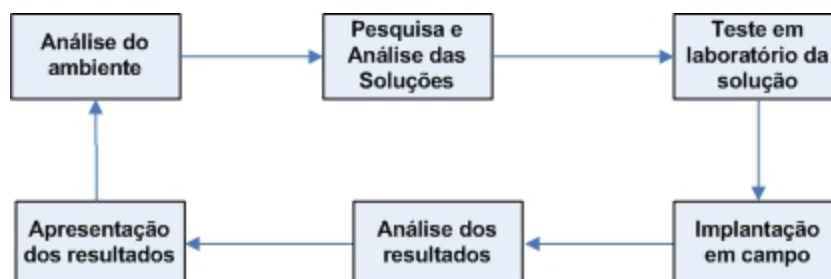 Análise do
ambiente
Pesquisa e
Análise das
Soluções
Teste em
laboratório da
solução
Apresentação
dos resultados
Análise dos
resultados
Implantação
em campo